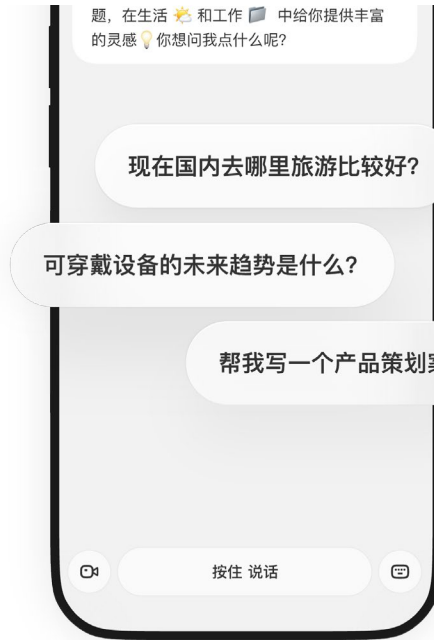 题，在生活 🌤️ 和工作 📁 中给你提供丰富
的灵感💡你想问我点什么呢？
现在国内去哪里旅游比较好？
可穿戴设备的未来趋势是什么？
帮我写一个产品策划
按住 说话